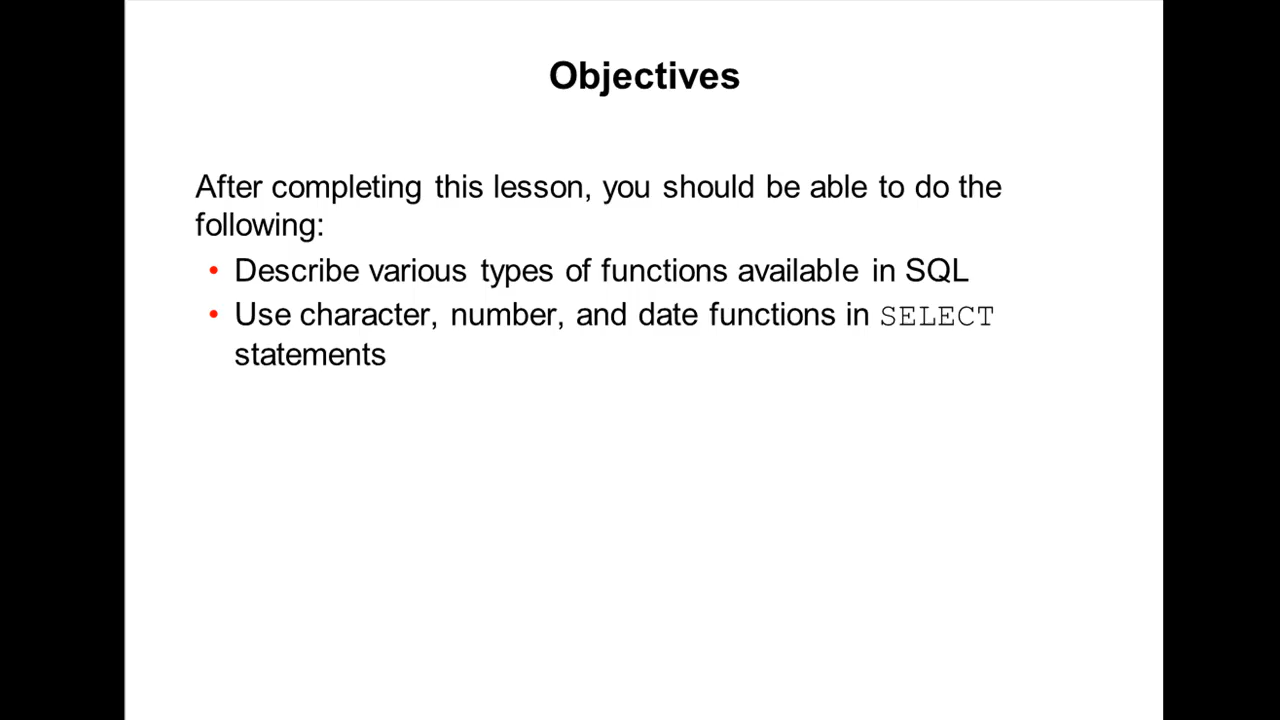 Objectives
After completing this lesson, you should be able to do the
following:
• Describe various types of functions available in SQL
• Use character, number, and date functions in SELECT
statements